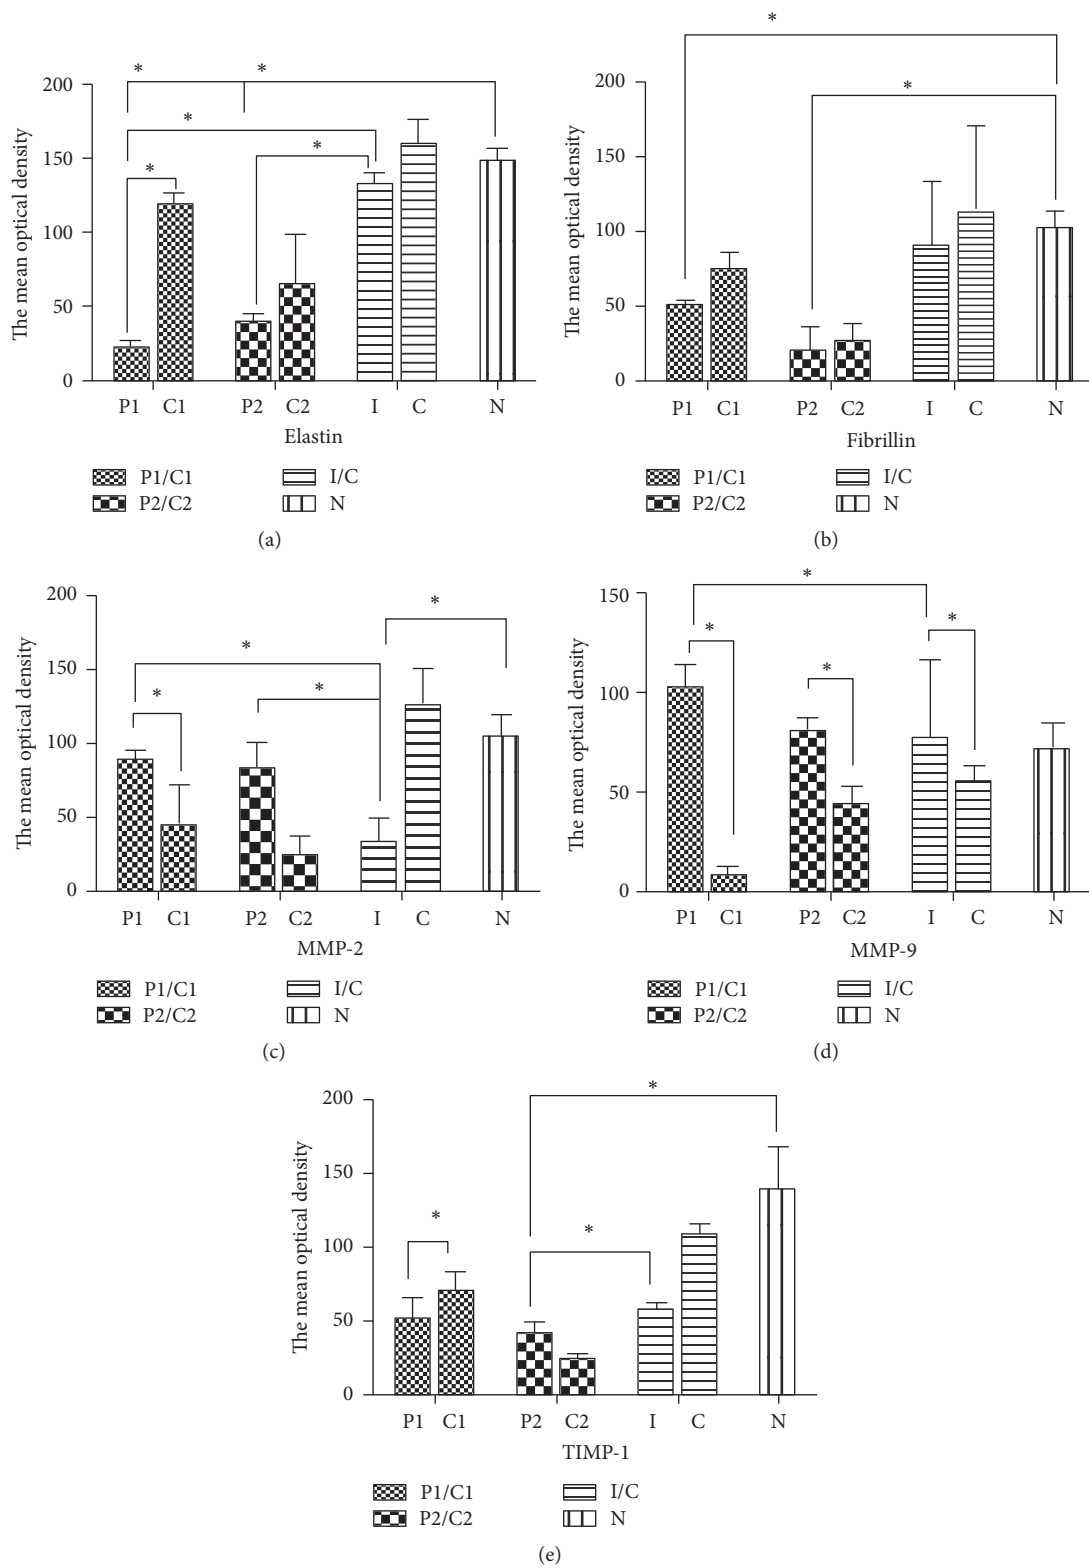 * *
200
*
150
*
*
100
50
0
The mean optical density
P1 C1 P2 C2 I C N
Elastin
P1/C1 I/C
P2/C2 N
(a)
*
200
*
150
100
50
0
The mean optical density
P1 C1 P2 C2 I C N
Fibrillin
P1/C1 I/C
P2/C2 N
(b)
200
*
150
*
* *
100
50
0
The mean optical density
P1 C1 P2 C2 I C N
MMP-2
P1/C1 I/C
P2/C2 N
(c)
*
150
* *
*
100
50
0
The mean optical density
P1 C1 P2 C2 I C N
MMP-9
P1/C1 I/C
P2/C2 N
(d)
*
200
150
*
*
100
50
0
The mean optical density
P1 C1 P2 C2 I C N
TIMP-1
P1/C1 I/C
P2/C2 N
(e)